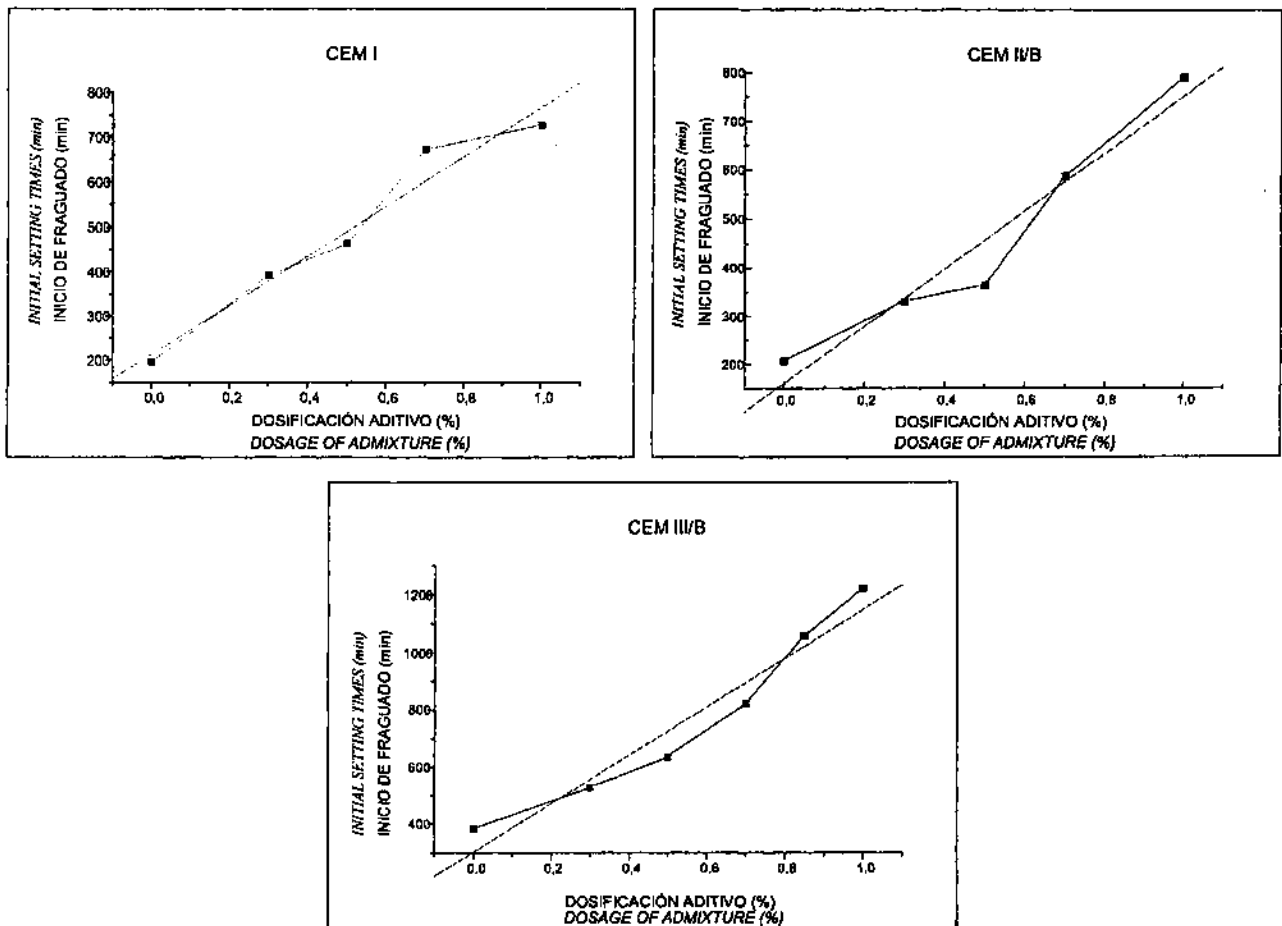 CEM I
INITIAL SETTING TIMES (min)
INICIO DE FRAGUADO (min)
800
700
600
500
400
300
200
0,0 0,2 0,4 0,6 0,8 1,0
DOSIFICACIÓN ADITIVO (%)
DOSAGE OF ADMIXTURE (%)
CEM II/B
INITIAL SETTING TIMES (min)
INICIO DE FRAGUADO (min)
800
700
600
500
400
300
200
0,0 0,2 0,4 0,6 0,8 1,0
DOSIFICACIÓN ADITIVO (%)
DOSAGE OF ADMIXTURE (%)
CEM III/B
INITIAL SETTING TIMES (min)
INICIO DE FRAGUADO (min)
1200
1000
800
600
400
0,0 0,2 0,4 0,6 0,8 1,0
DOSIFICACIÓN ADITIVO (%)
DOSAGE OF ADMIXTURE (%)